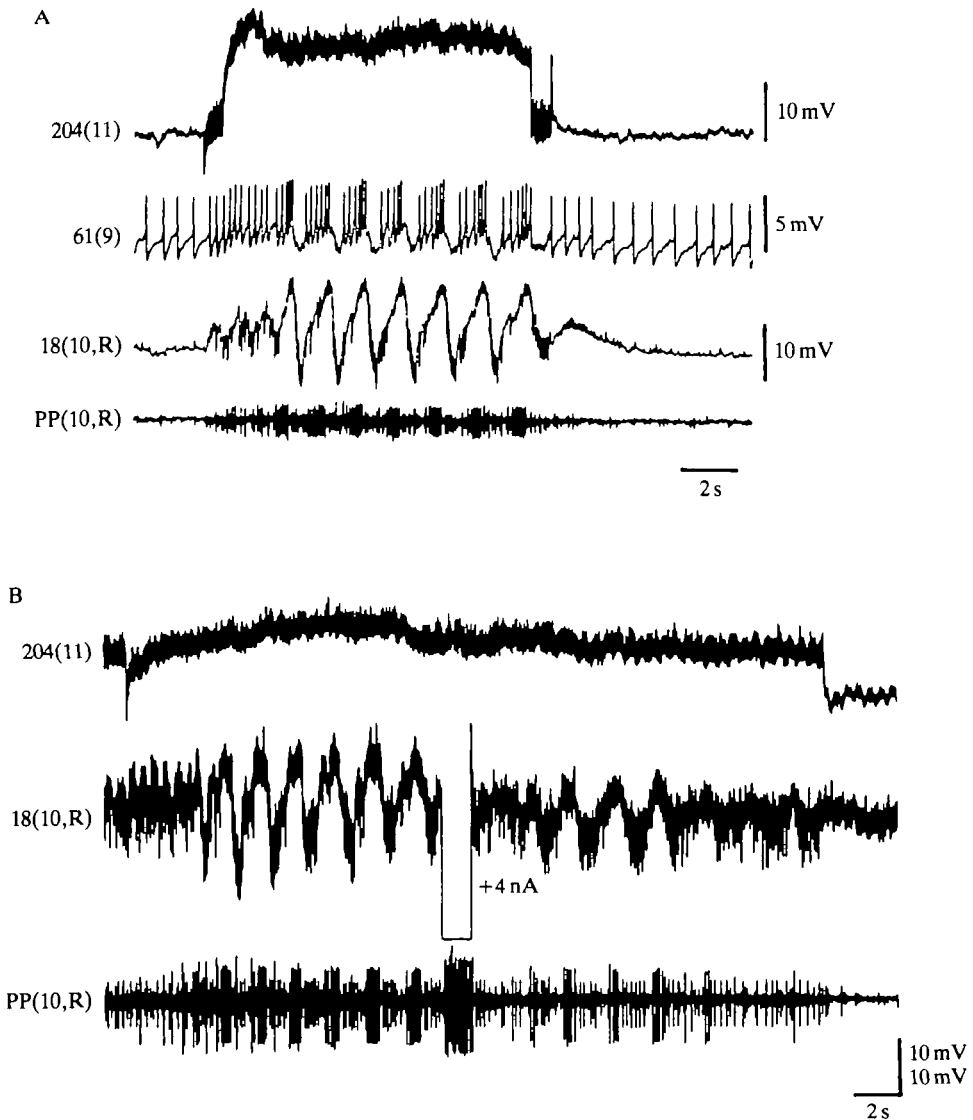 A
204(11)
10 mV
61(9)
5 mV
18(10,R)
10 mV
PP(10,R)
2 s
B
204(11)
18(10,R)
+4 nA
PP(10,R)
10 mV
10 mV
2 s